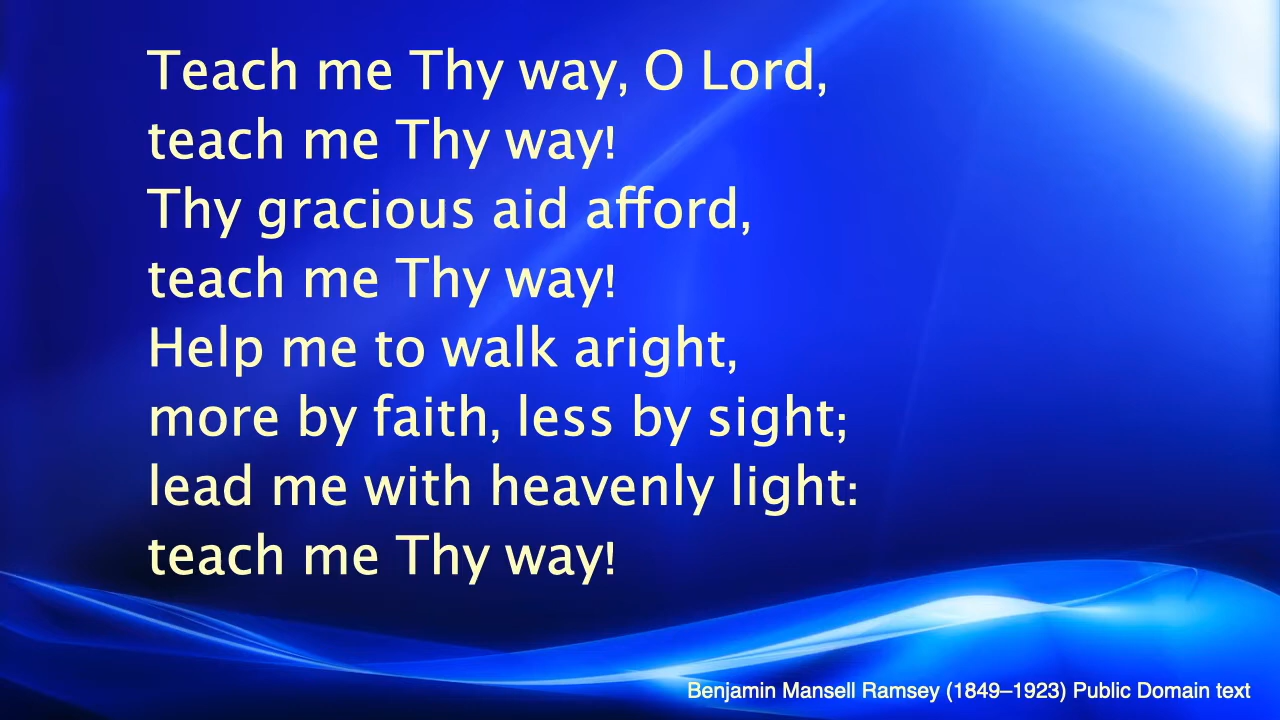 Teach me Thy way, O Lord,
teach me Thy way!
Thy gracious aid afford,
teach me Thy way!
Help me to walk aright,
more by faith, less by sight;
lead me with heavenly light:
teach me Thy way!
Benjamin Mansell Ramsey (1849–1923) Public Domain text